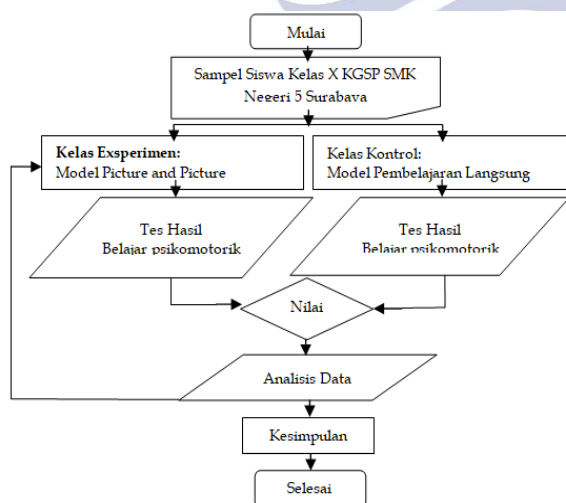 Mulai
Sampel Siswa Kelas X KGSP SMK
Negeri 5 Surabaya
Kelas Exsperimen:
Model Picture and Picture
Kelas Kontrol:
Model Pembelajaran Langsung
Tes Hasil
Belajar psikomotorik
Tes Hasil
Belajar psikomotorik
Nilai
Analisis Data
Kesimpulan
Selesai